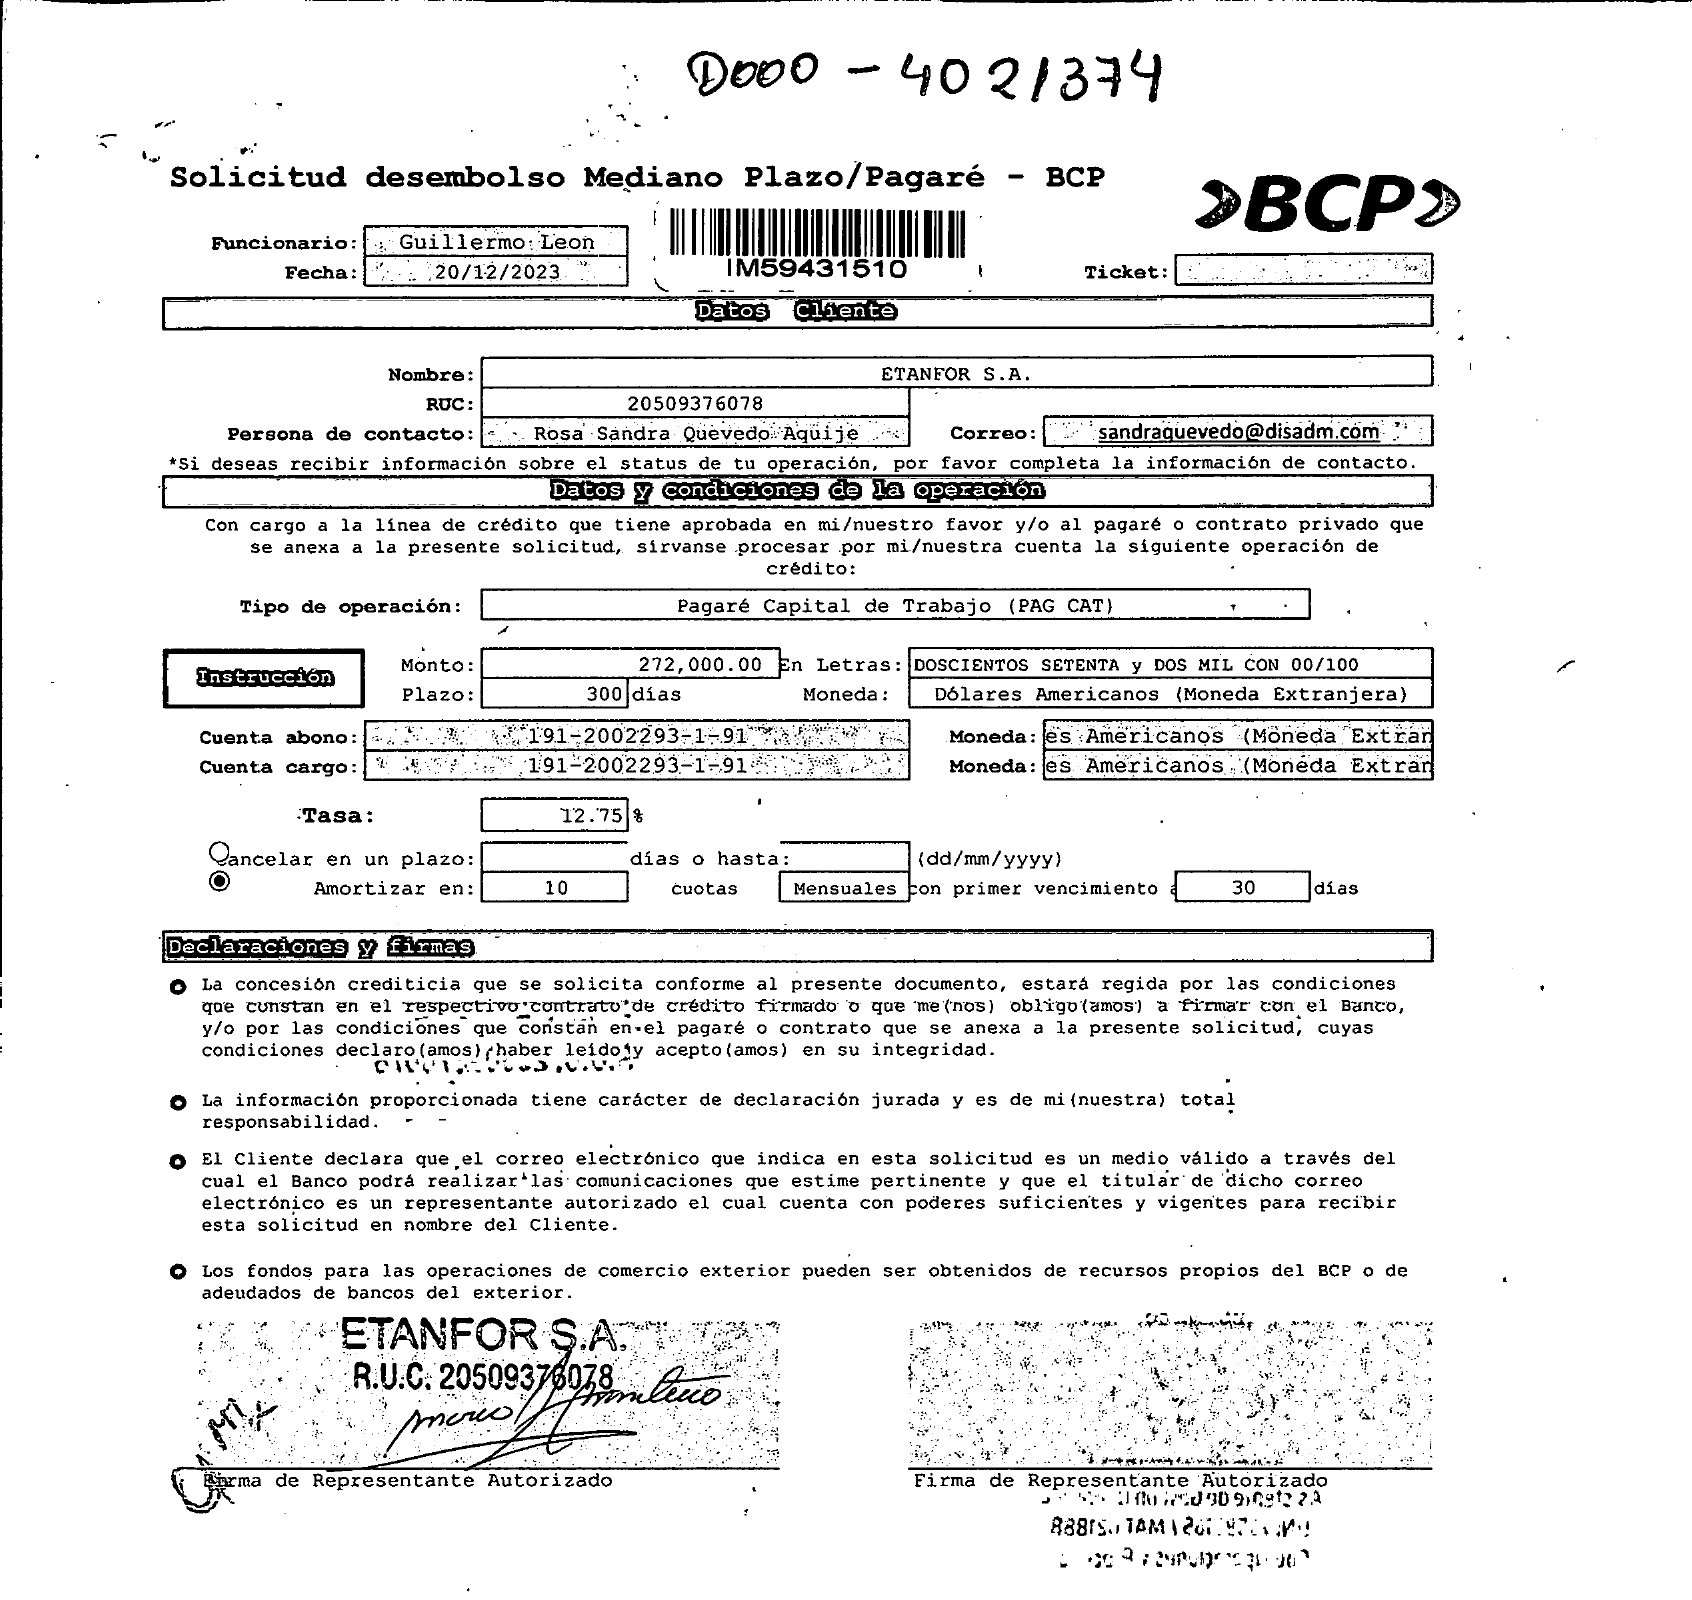 D000 - 4021374
Solicitud desembolso Mediano Plazo/Pagaré - BCP
BCP
Funcionario: Guillermo Leon
IM59431510
Fecha: 20/12/2023
Ticket:
Datos Cliente
Nombre: ETANFOR S.A.
RUC: 20509376078
Persona de contacto: Rosa Sandra Quevedo Aquije Correo: sandraquevedo@disadm.com
*Si deseas recibir información sobre el status de tu operación, por favor completa la información de contacto.
Datos y condiciones de la operación
Con cargo a la línea de crédito que tiene aprobada en mi/nuestro favor y/o al pagaré o contrato privado que
se anexa a la presente solicitud, sírvanse procesar por mi/nuestra cuenta la siguiente operación de
crédito:
Tipo de operación: Pagaré Capital de Trabajo (PAG CAT)
Instrucción
Monto: 272,000.00 En Letras: DOSCIENTOS SETENTA y DOS MIL CON 00/100
Plazo: 300 días Moneda: Dólares Americanos (Moneda Extranjera)
Cuenta abono: 191-2002293-1-91 Moneda: es Americanos (Moneda Extran
Cuenta cargo: 191-2002293-1-91 Moneda: es Americanos (Moneda Extran
Tasa: 12.75 %
Cancelar en un plazo: días o hasta: (dd/mm/yyyy)
Amortizar en: 10 cuotas Mensuales con primer vencimiento a 30 días
Declaraciones y firmas
La concesión crediticia que se solicita conforme al presente documento, estará regida por las condiciones
que constan en el respectivo contrato de crédito firmado o que me(nos) obligo(amos) a firmar con el Banco,
y/o por las condiciones que constan en el pagaré o contrato que se anexa a la presente solicitud, cuyas
condiciones declaro(amos) haber leído y acepto(amos) en su integridad.
La información proporcionada tiene carácter de declaración jurada y es de mi(nuestra) total
responsabilidad.
El Cliente declara que el correo electrónico que indica en esta solicitud es un medio válido a través del
cual el Banco podrá realizar las comunicaciones que estime pertinente y que el titular de dicho correo
electrónico es un representante autorizado el cual cuenta con poderes suficientes y vigentes para recibir
esta solicitud en nombre del Cliente.
Los fondos para las operaciones de comercio exterior pueden ser obtenidos de recursos propios del BCP o de
adeudados de bancos del exterior.
ETANFOR S.A.
R.U.C. 20509376078
Firma de Representante Autorizado
Firma de Representante Autorizado